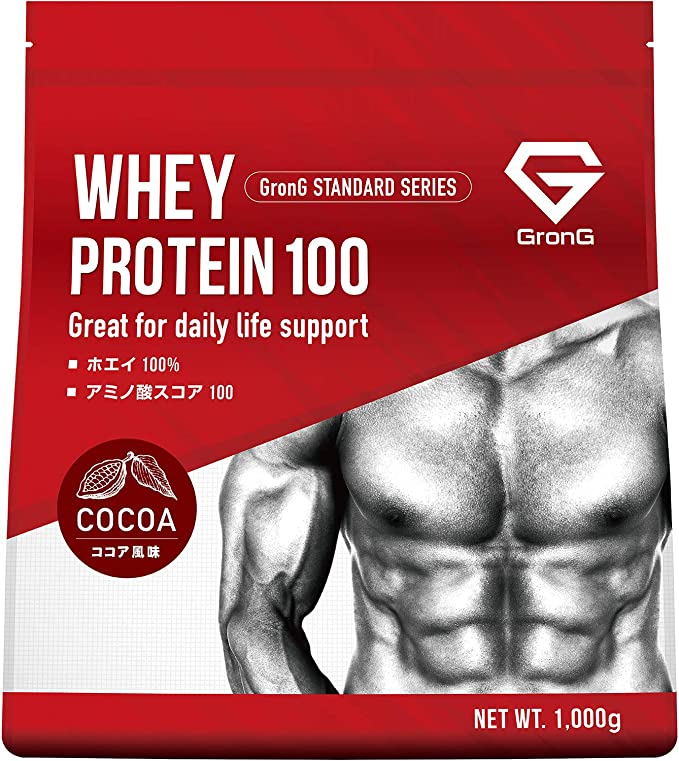 WHEY
GronG STANDARD SERIES
GronG
PROTEIN 100
Great for daily life support
■ ホエイ 100%
■ アミノ酸スコア 100
COCOA
ココア風味
NET WT. 1,000g